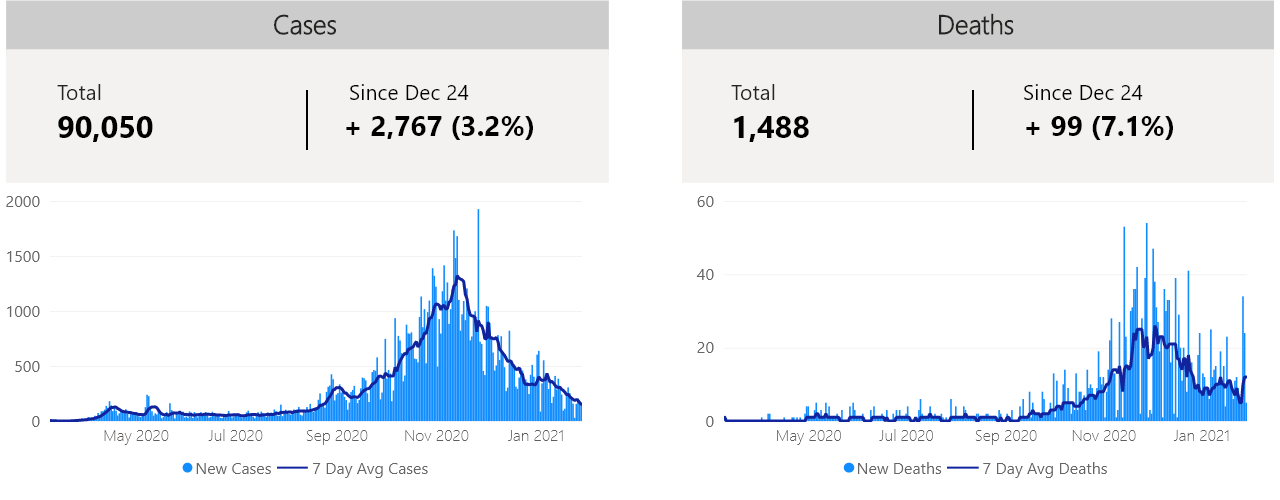 Cases
Total
90,050
Since Dec 24
+ 2,767 (3.2%)
2000
1500
1000
500
0
May 2020 Jul 2020 Sep 2020 Nov 2020 Jan 2021
New Cases 7 Day Avg Cases
Deaths
Total
1,488
Since Dec 24
+ 99 (7.1%)
60
40
20
0
May 2020 Jul 2020 Sep 2020 Nov 2020 Jan 2021
New Deaths 7 Day Avg Deaths